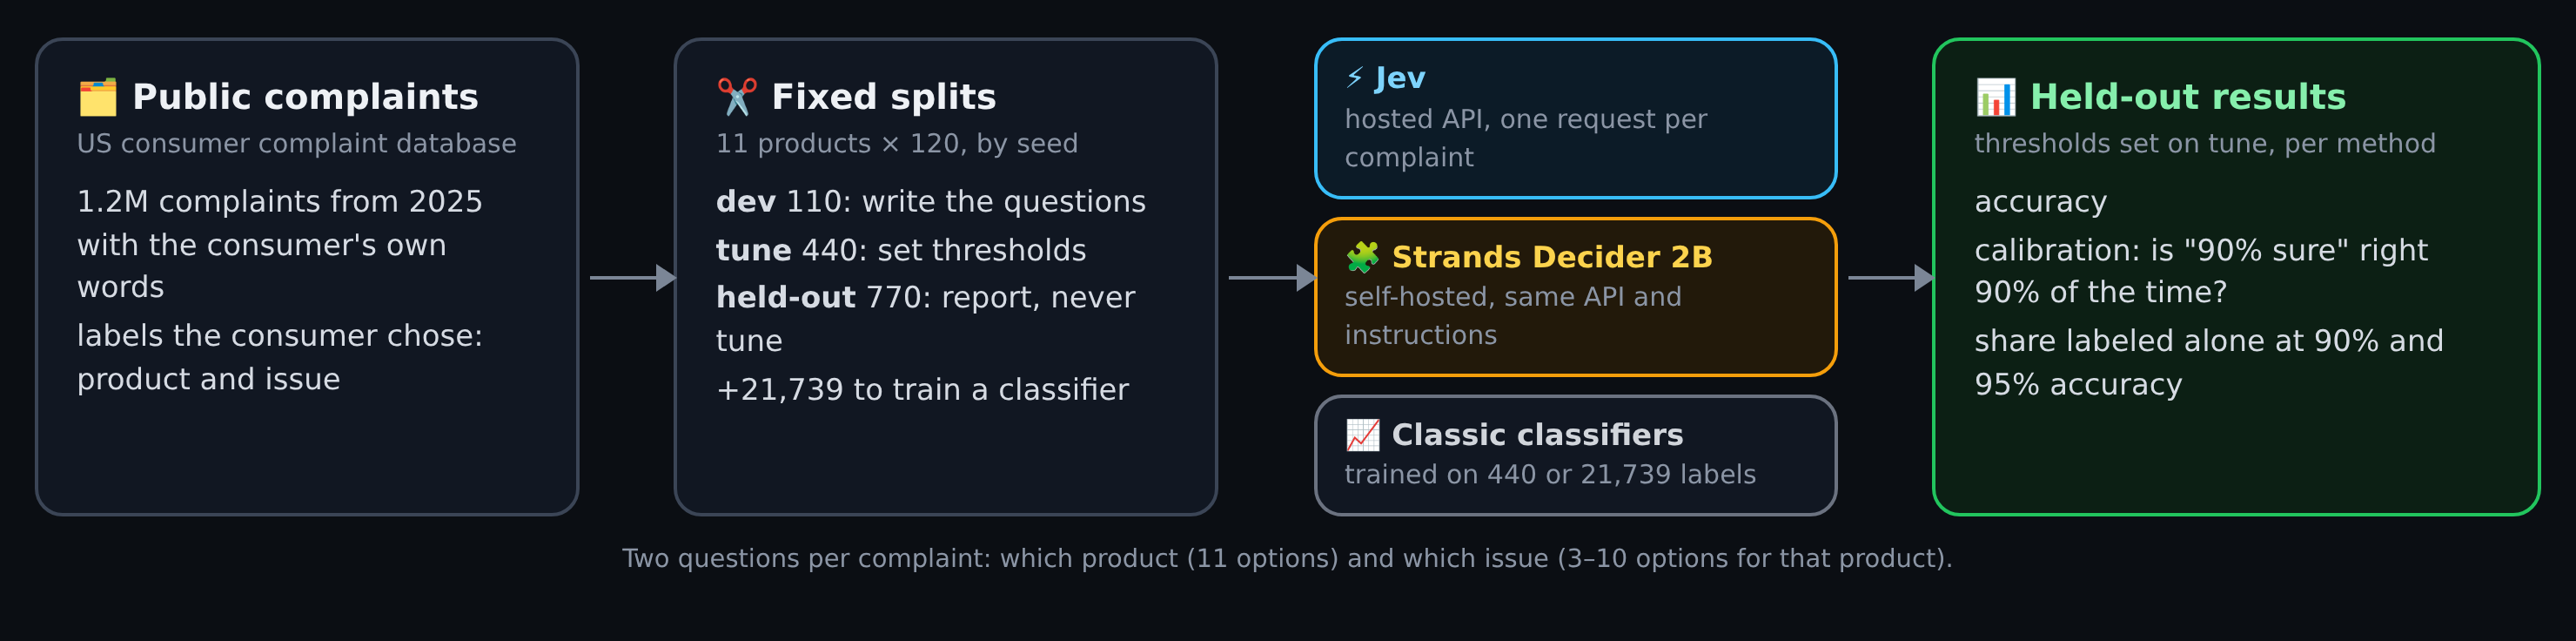 🗂️ Public complaints
US consumer complaint database
1.2M complaints from 2025
with the consumer's own
words
labels the consumer chose:
product and issue
✂️ Fixed splits
11 products × 120, by seed
dev 110: write the questions
tune 440: set thresholds
held-out 770: report, never
tune
+21,739 to train a classifier
⚡ Jev
hosted API, one request per
complaint
🧩 Strands Decider 2B
self-hosted, same API and
instructions
📈 Classic classifiers
trained on 440 or 21,739 labels
📊 Held-out results
thresholds set on tune, per method
accuracy
calibration: is "90% sure" right
90% of the time?
share labeled alone at 90% and
95% accuracy
Two questions per complaint: which product (11 options) and which issue (3–10 options for that product).